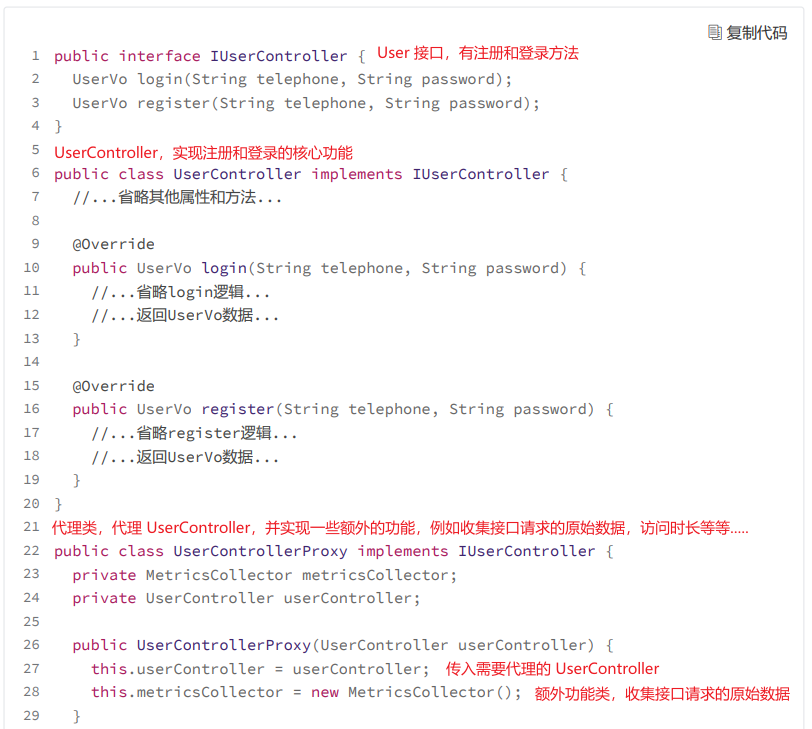 复制代码
1 public interface IUserController { User 接口，有注册和登录方法
2   UserVo login(String telephone, String password);
3   UserVo register(String telephone, String password);
4 }
5 UserController，实现注册和登录的核心功能
6 public class UserController implements IUserController {
7   //...省略其他属性和方法...
8
9   @Override
10   public UserVo login(String telephone, String password) {
11     //...省略login逻辑...
12     //...返回UserVo数据...
13   }
14
15   @Override
16   public UserVo register(String telephone, String password) {
17     //...省略register逻辑...
18     //...返回UserVo数据...
19   }
20 }
21 代理类，代理 UserController，并实现一些额外的功能，例如收集接口请求的原始数据，访问时长等等.....
22 public class UserControllerProxy implements IUserController {
23   private MetricsCollector metricsCollector;
24   private UserController userController;
25
26   public UserControllerProxy(UserController userController) {
27     this.userController = userController; 传入需要代理的 UserController
28     this.metricsCollector = new MetricsCollector(); 额外功能类，收集接口请求的原始数据
29   }